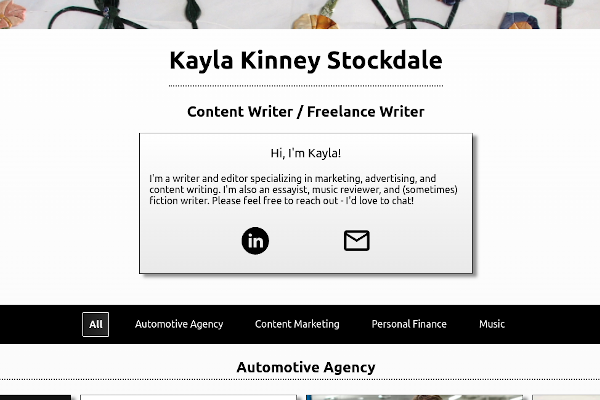 Kayla Kinney Stockdale
Content Writer / Freelance Writer
Hi, I'm Kayla!
I'm a writer and editor specializing in marketing, advertising, and
content writing. I'm also an essayist, music reviewer, and (sometimes)
fiction writer. Please feel free to reach out - I'd love to chat!
in
All Automotive Agency Content Marketing Personal Finance Music
Automotive Agency